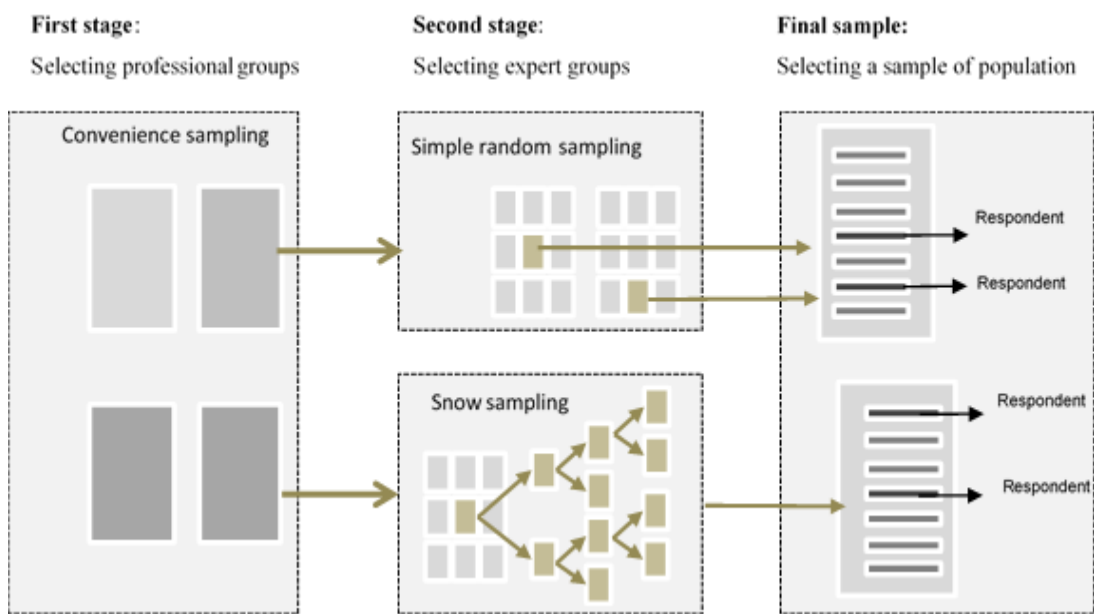 First stage:
Selecting professional groups
Second stage:
Selecting expert groups
Final sample:
Selecting a sample of population
Convenience sampling
Simple random sampling
Snow sampling
Respondent
Respondent
Respondent
Respondent